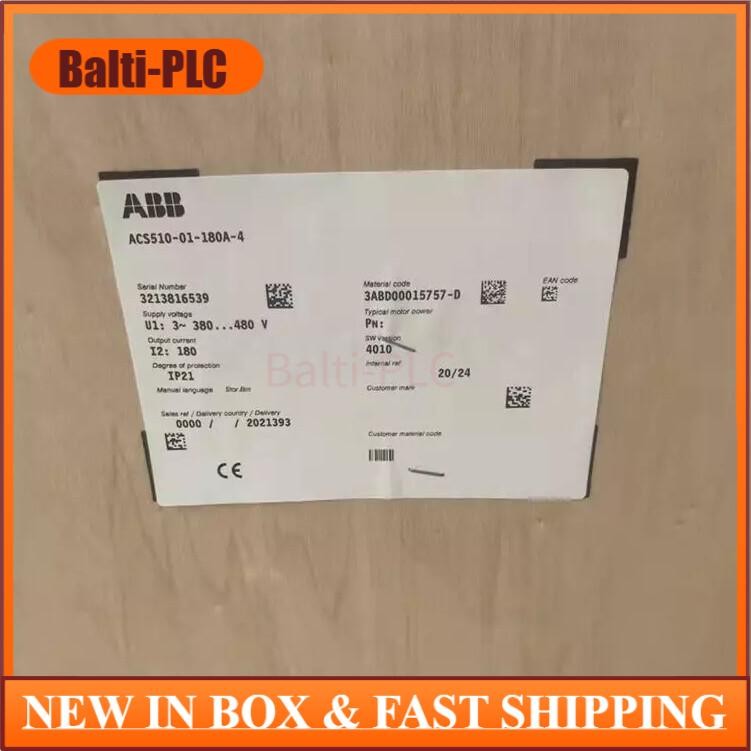 Balti-PLC
ABB
ACS510-01-180A-4
Serial Number
3213816539
Supply voltage
U1: 3~ 380...480 V
Output current
I2: 180
Degree of protection
IP21
Manual language
Sales ref / Delivery country / Delivery
0000 / / 2021393
CE
Material code
3ABD00015757-D
EAN code
Typical motor power
Pn:
SW version
4010
Internal ref
20/24
Customer mark
Customer material code
Balti-PLC
NEW IN BOX & FAST SHIPPING